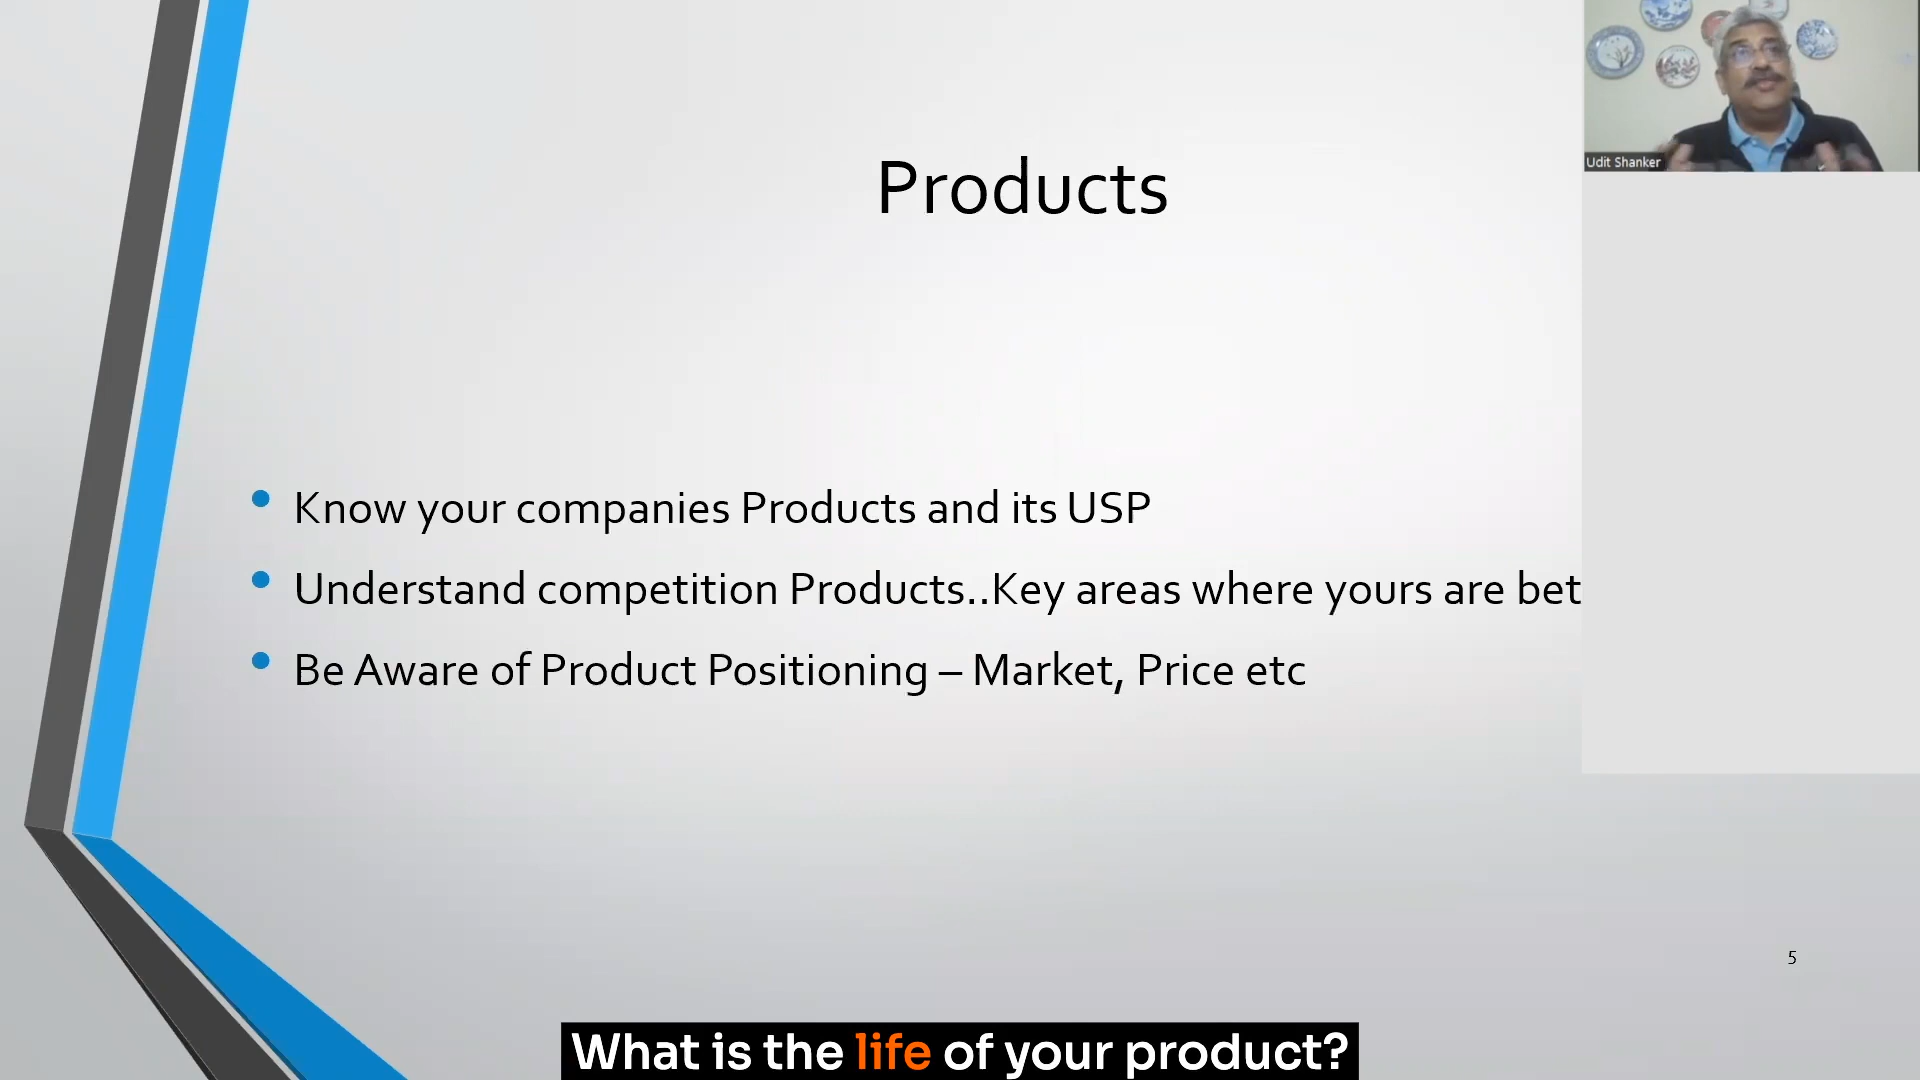 Udit Shanker
Products
Know your companies Products and its USP
Understand competition Products..Key areas where yours are bet
Be Aware of Product Positioning – Market, Price etc
5
What is the life of your product?